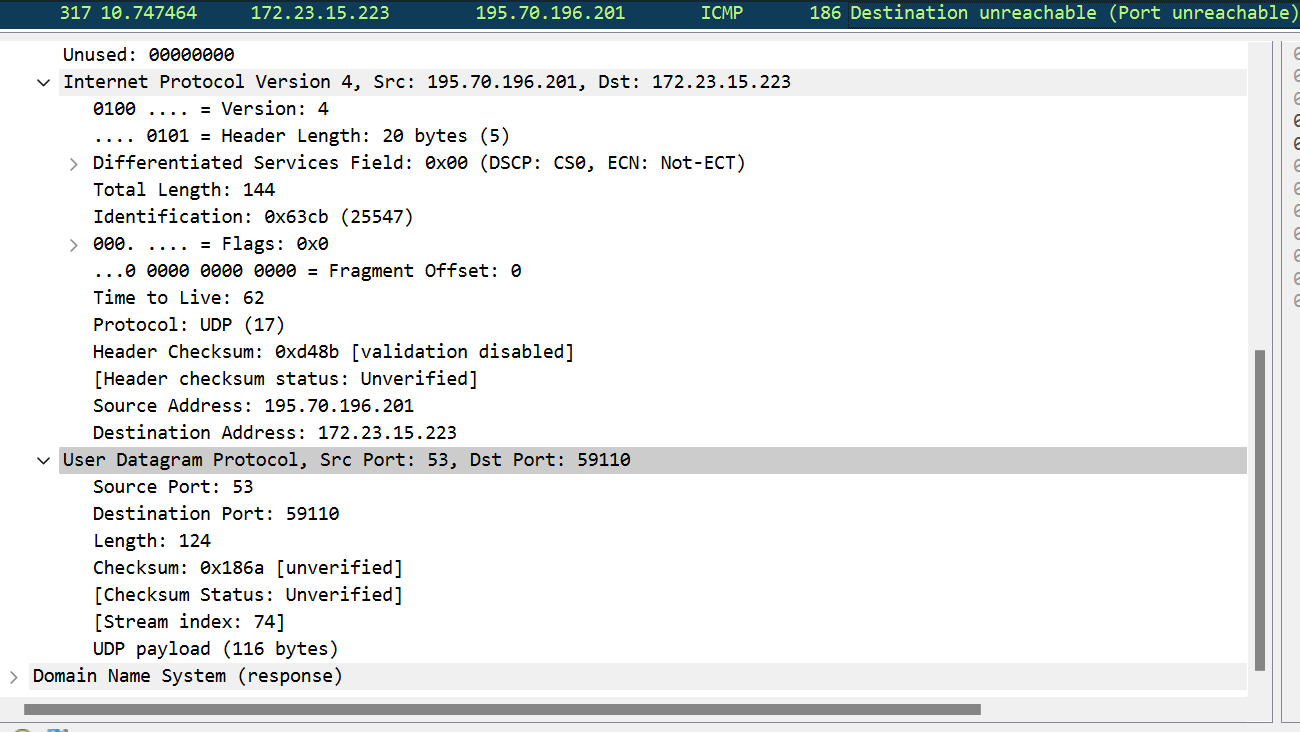 317 10.747464 172.23.15.223 195.70.196.201 ICMP 186 Destination unreachable (Port unreachable)
Unused: 00000000
Internet Protocol Version 4, Src: 195.70.196.201, Dst: 172.23.15.223
0100 .... = Version: 4
.... 0101 = Header Length: 20 bytes (5)
Differentiated Services Field: 0x00 (DSCP: CS0, ECN: Not-ECT)
Total Length: 144
Identification: 0x63cb (25547)
000. .... = Flags: 0x0
...0 0000 0000 0000 = Fragment Offset: 0
Time to Live: 62
Protocol: UDP (17)
Header Checksum: 0xd48b [validation disabled]
[Header checksum status: Unverified]
Source Address: 195.70.196.201
Destination Address: 172.23.15.223
User Datagram Protocol, Src Port: 53, Dst Port: 59110
Source Port: 53
Destination Port: 59110
Length: 124
Checksum: 0x186a [unverified]
[Checksum Status: Unverified]
[Stream index: 74]
UDP payload (116 bytes)
Domain Name System (response)